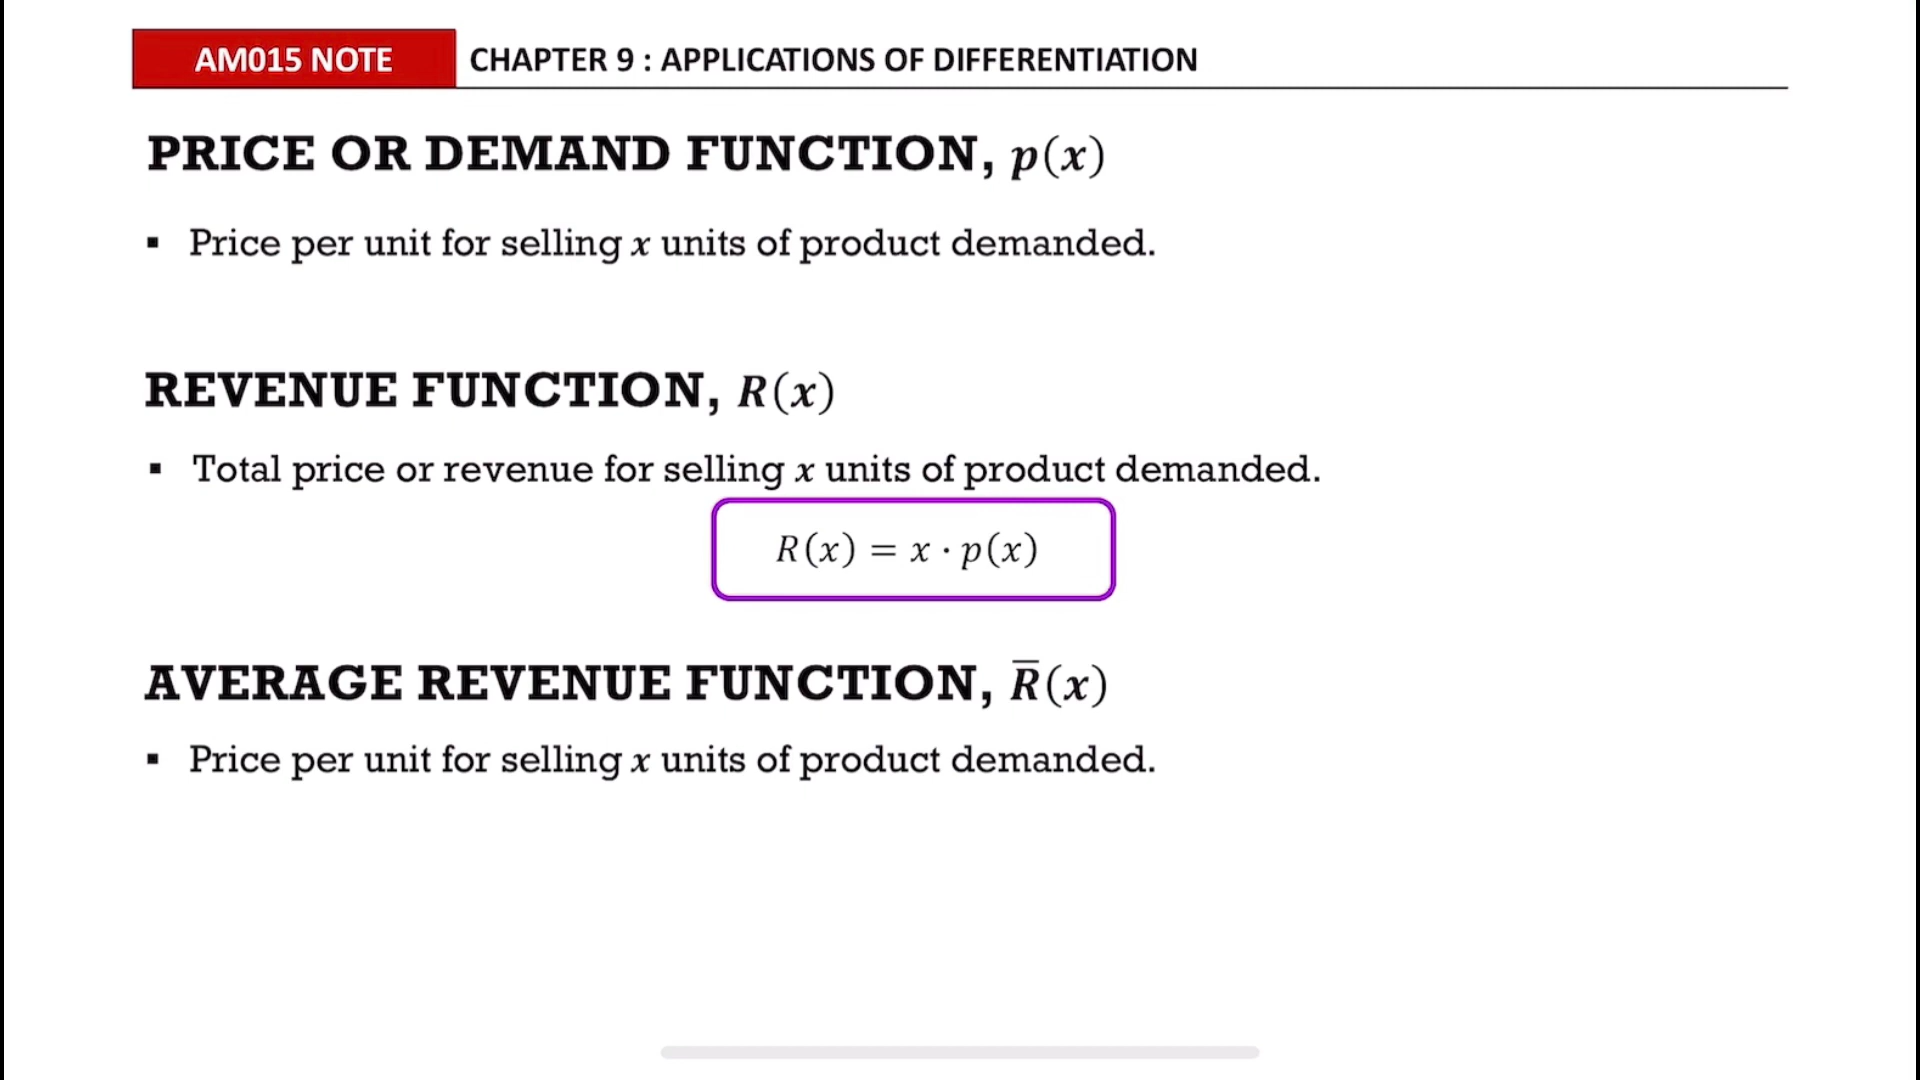 AM015 NOTE
CHAPTER 9 : APPLICATIONS OF DIFFERENTIATION
PRICE OR DEMAND FUNCTION, p(x)
▪ Price per unit for selling x units of product demanded.
REVENUE FUNCTION, R(x)
▪ Total price or revenue for selling x units of product demanded.
R(x) = x · p(x)
AVERAGE REVENUE FUNCTION, R̅(x)
▪ Price per unit for selling x units of product demanded.